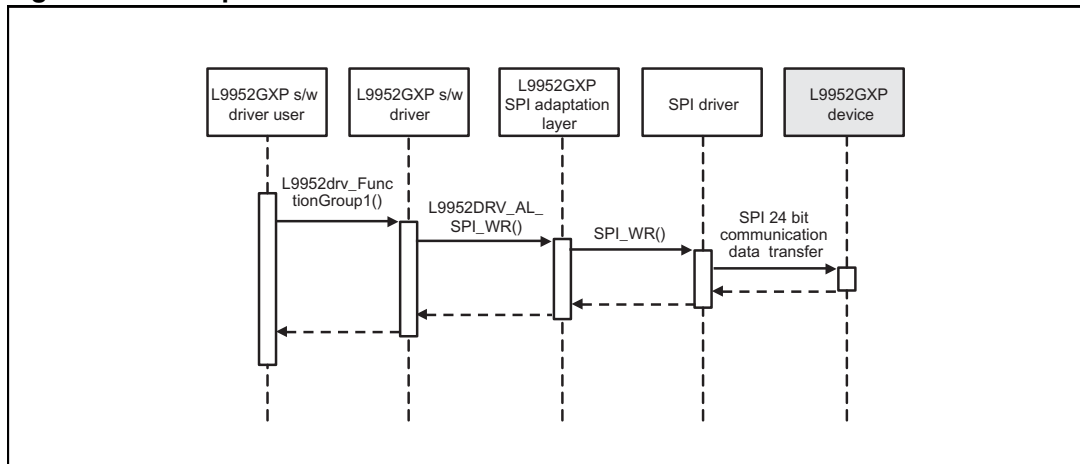 L9952GXP s/w
driver user
L9952GXP s/w
driver
L9952GXP
SPI adaptation
layer
SPI driver
L9952GXP
device
L9952drv_Func
tionGroup1()
L9952DRV_AL_
SPI_WR()
SPI_WR()
SPI 24 bit
communication
data transfer